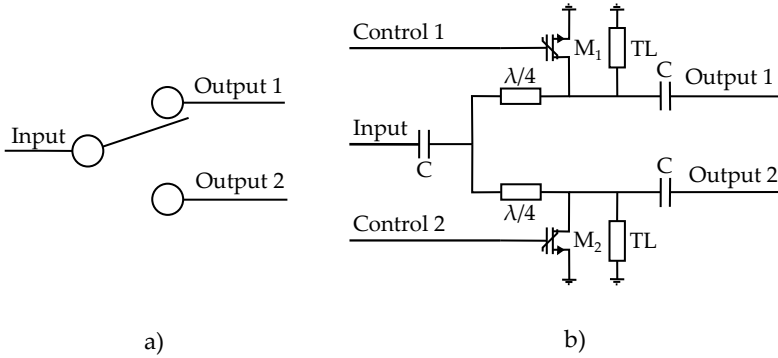 Input
Output 1
Output 2
a)
Control 1
M1
TL
λ/4
C
Output 1
Input
C
λ/4
C
Output 2
Control 2
M2
TL
b)